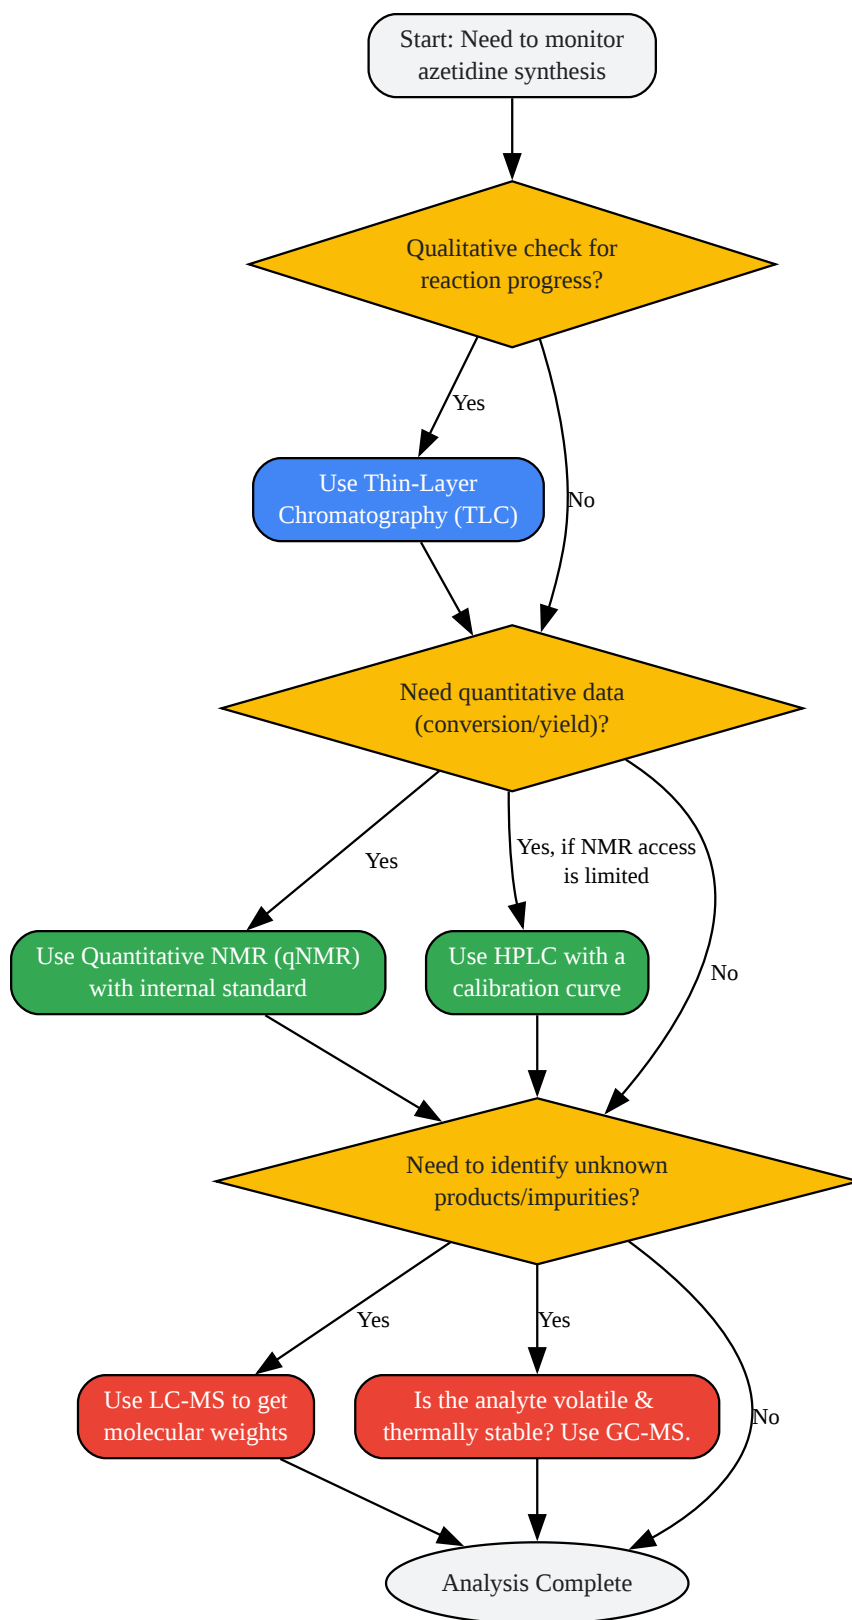 Start: Need to monitor
azetidine synthesis
Qualitative check for
reaction progress?
Yes
Use Thin-Layer
Chromatography (TLC)
No
Need quantitative data
(conversion/yield)?
Yes
Yes, if NMR access
is limited
Use Quantitative NMR (qNMR)
with internal standard
Use HPLC with a
calibration curve
No
Need to identify unknown
products/impurities?
Yes
Yes
Use LC-MS to get
molecular weights
Is the analyte volatile &
thermally stable? Use GC-MS.
No
Analysis Complete